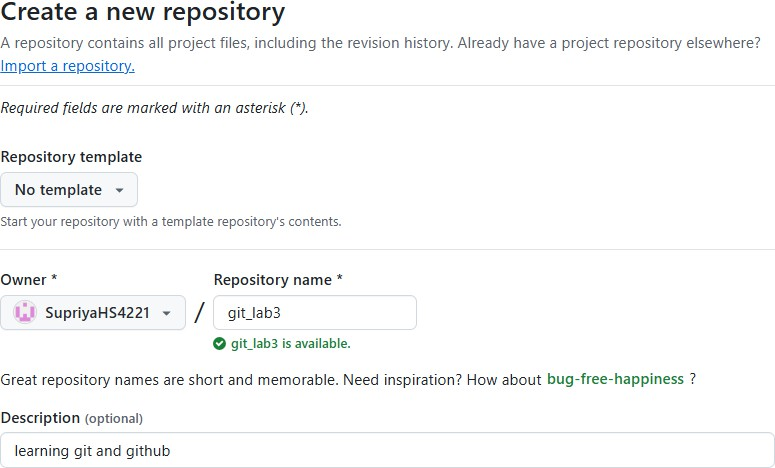 Create a new repository
A repository contains all project files, including the revision history. Already have a project repository elsewhere?
Import a repository.
Required fields are marked with an asterisk (*).
Repository template
No template
Start your repository with a template repository's contents.
Owner *
Repository name *
SupriyaHS4221
/
git_lab3
git_lab3 is available.
Great repository names are short and memorable. Need inspiration? How about bug-free-happiness ?
Description (optional)
learning git and github